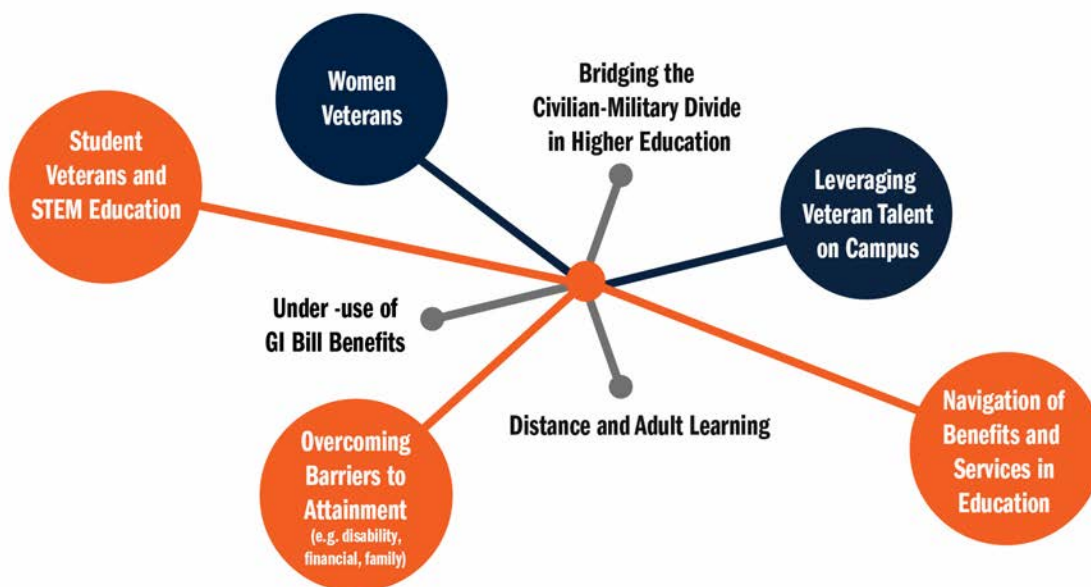 Women
Veterans
Bridging the
Civilian-Military Divide
in Higher Education
Student
Veterans and
STEM Education
Leveraging
Veteran Talent
on Campus
Under -use of
GI Bill Benefits
Distance and Adult Learning
Overcoming
Barriers to
Attainment
(e.g. disability,
financial, family)
Navigation of
Benefits and
Services in
Education